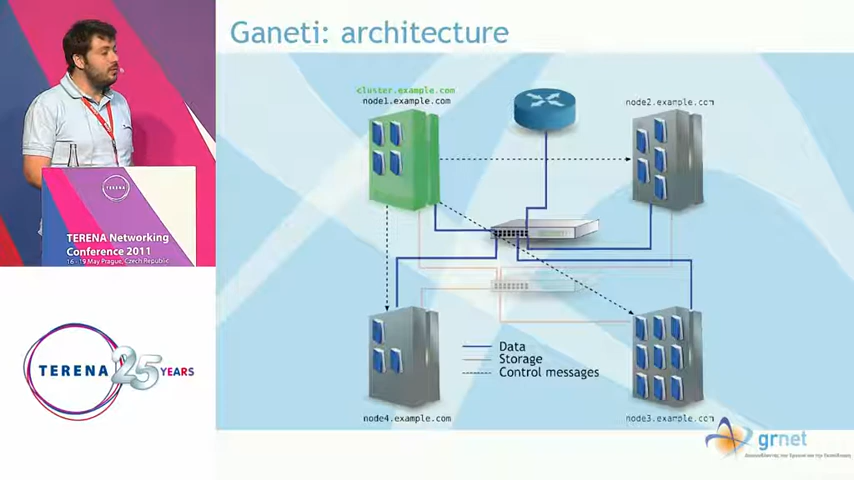 Ganeti: architecture
cluster.example.com
node1.example.com
node2.example.com
TERENA
TERENA Networking
Conference 2011
16 - 19 May Prague, Czech Republic
TERENA 25 YEARS
Data
Storage
Control messages
node4.example.com
node3.example.com
grnet